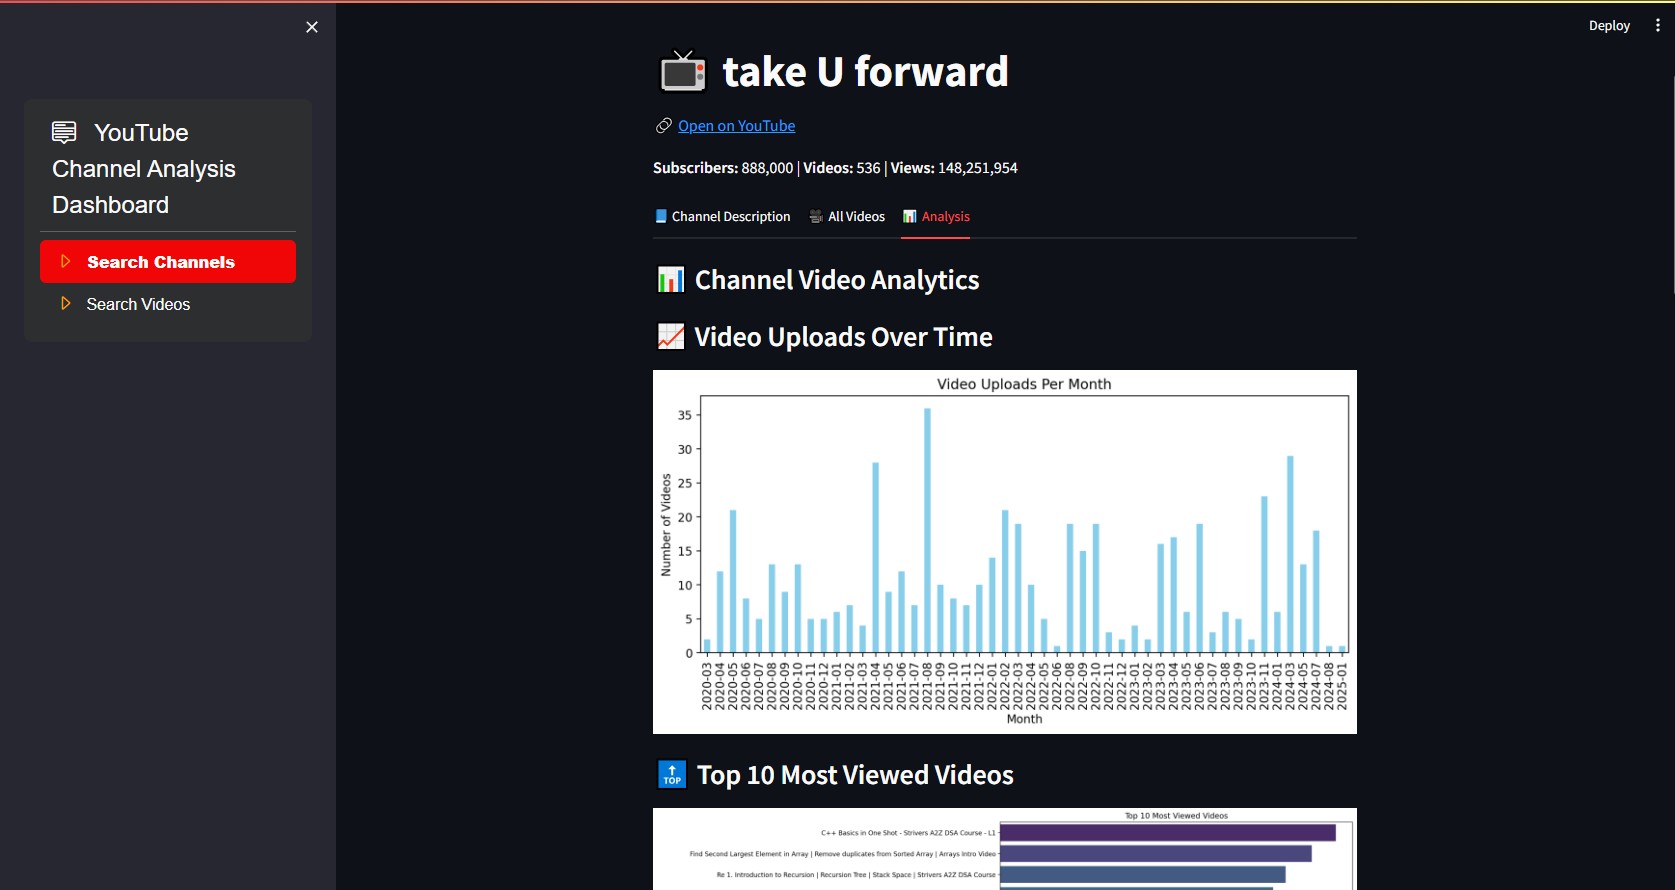 Deploy
YouTube
Channel Analysis
Dashboard
Search Channels
Search Videos
take U forward
Open on YouTube
Subscribers: 888,000 | Videos: 536 | Views: 148,251,954
Channel Description All Videos Analysis
Channel Video Analytics
Video Uploads Over Time
Video Uploads Per Month
Number of Videos
35
30
25
20
15
10
5
0
2020-03
2020-04
2020-05
2020-06
2020-07
2020-08
2020-09
2020-10
2020-11
2020-12
2021-01
2021-02
2021-03
2021-04
2021-05
2021-06
2021-07
2021-08
2021-09
2021-10
2021-11
2021-12
2022-01
2022-02
2022-03
2022-04
2022-05
2022-06
2022-08
2022-09
2022-10
2022-11
2022-12
2023-01
2023-02
2023-03
2023-04
2023-05
2023-06
2023-07
2023-08
2023-09
2023-10
2023-11
2024-01
2024-03
2024-05
2024-07
2024-08
2025-01
Month
TOP
Top 10 Most Viewed Videos
Top 10 Most Viewed Videos
C++ Basics in One Shot - Strivers A2Z DSA Course - L1
Find Second Largest Element in Array | Remove duplicates from Sorted Array | Arrays Intro Video
Re 1. Introduction to Recursion | Recursion Tree | Stack Space | Strivers A2Z DSA Course